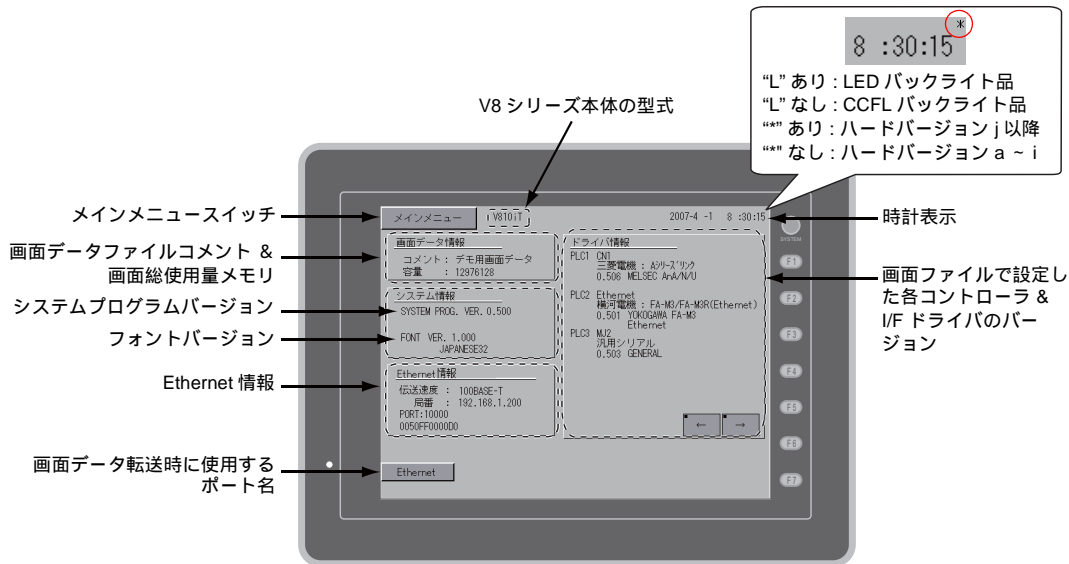 *
8 :30:15
“L” あり : LED バックライト品
“L” なし : CCFL バックライト品
“*” あり : ハードバージョン j 以降
“*" なし : ハードバージョン a ~ i
V8 シリーズ本体の型式
メインメニュースイッチ
画面データファイルコメント &
画面総使用量メモリ
システムプログラムバージョン
フォントバージョン
Ethernet 情報
画面データ転送時に使用する
ポート名
メインメニュー
V810iT
2007-4 -1 8 :30:15
画面データ情報
コメント : デモ用画面データ
容量 : 12976128
システム情報
SYSTEM PROG. VER. 0.500
FONT VER. 1.000
JAPANESE32
Ethernet情報
伝送速度 : 100BASE-T
局番 : 192.168.1.200
PORT:10000
0050FF0000D0
Ethernet
ドライバ情報
PLC1 CN1
三菱電機 : Aシリーズリンク
0.506 MELSEC AnA/N/U
PLC2 Ethernet
横河電機 : FA-M3/FA-M3R(Ethernet)
0.501 YOKOGAWA FA-M3
Ethernet
PLC3 MJ2
汎用シリアル
0.503 GENERAL
← →
SYSTEM
F1
F2
F3
F4
F5
F6
F7
時計表示
画面ファイルで設定し
た各コントローラ &
I/F ドライバのバー
ジョン